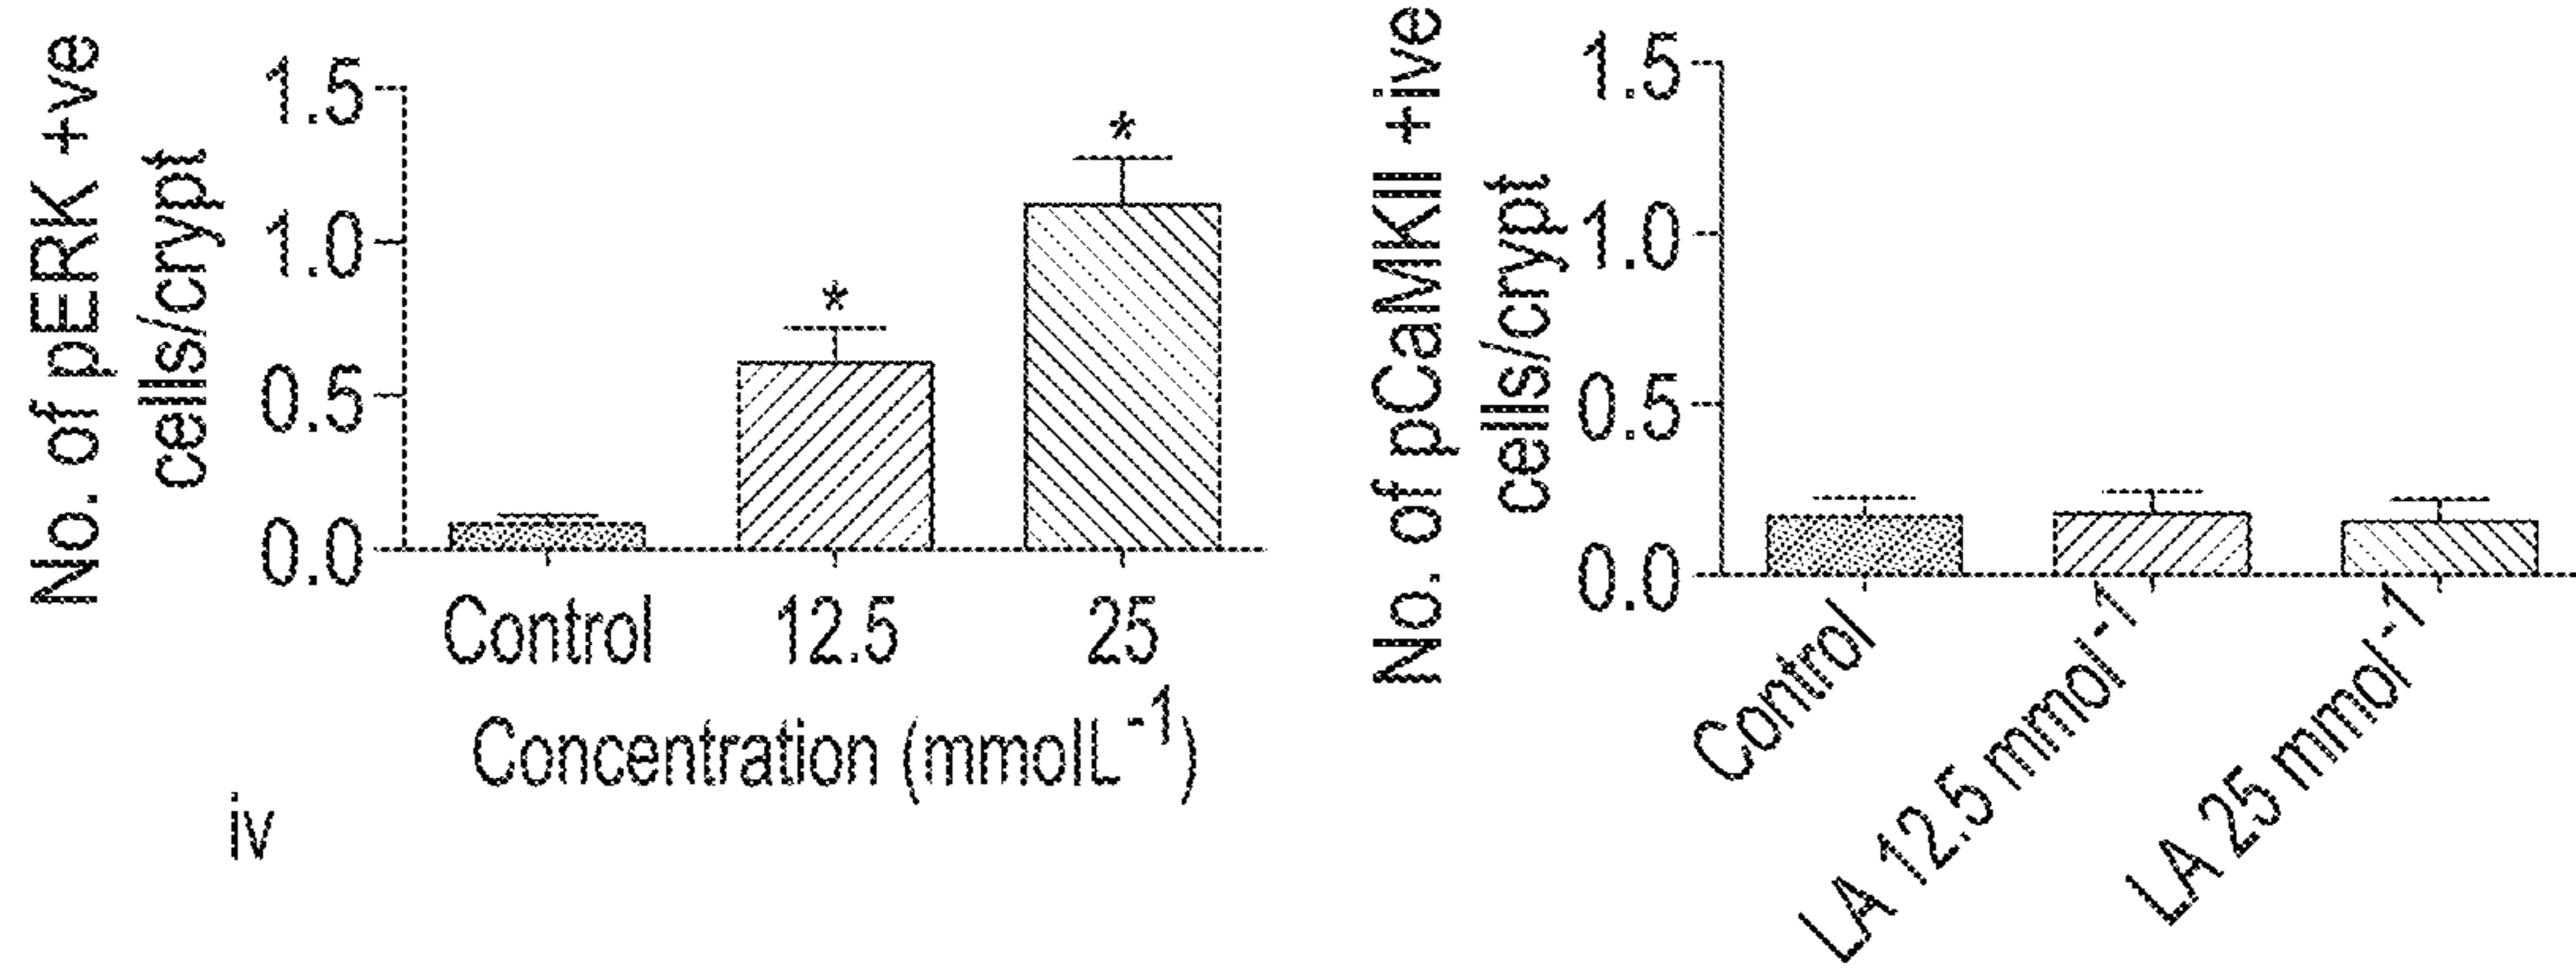 No. of pERK +ve
cells/crypt
1.5
1.0
0.5
0.0
*
*
Control 12.5 25
Concentration (mmolL⁻¹)
iv
No. of pCaMKII +ive
cells/crypt
1.5
1.0
0.5
0.0
Control
LA 12.5 mmol⁻¹
LA 25 mmol⁻¹